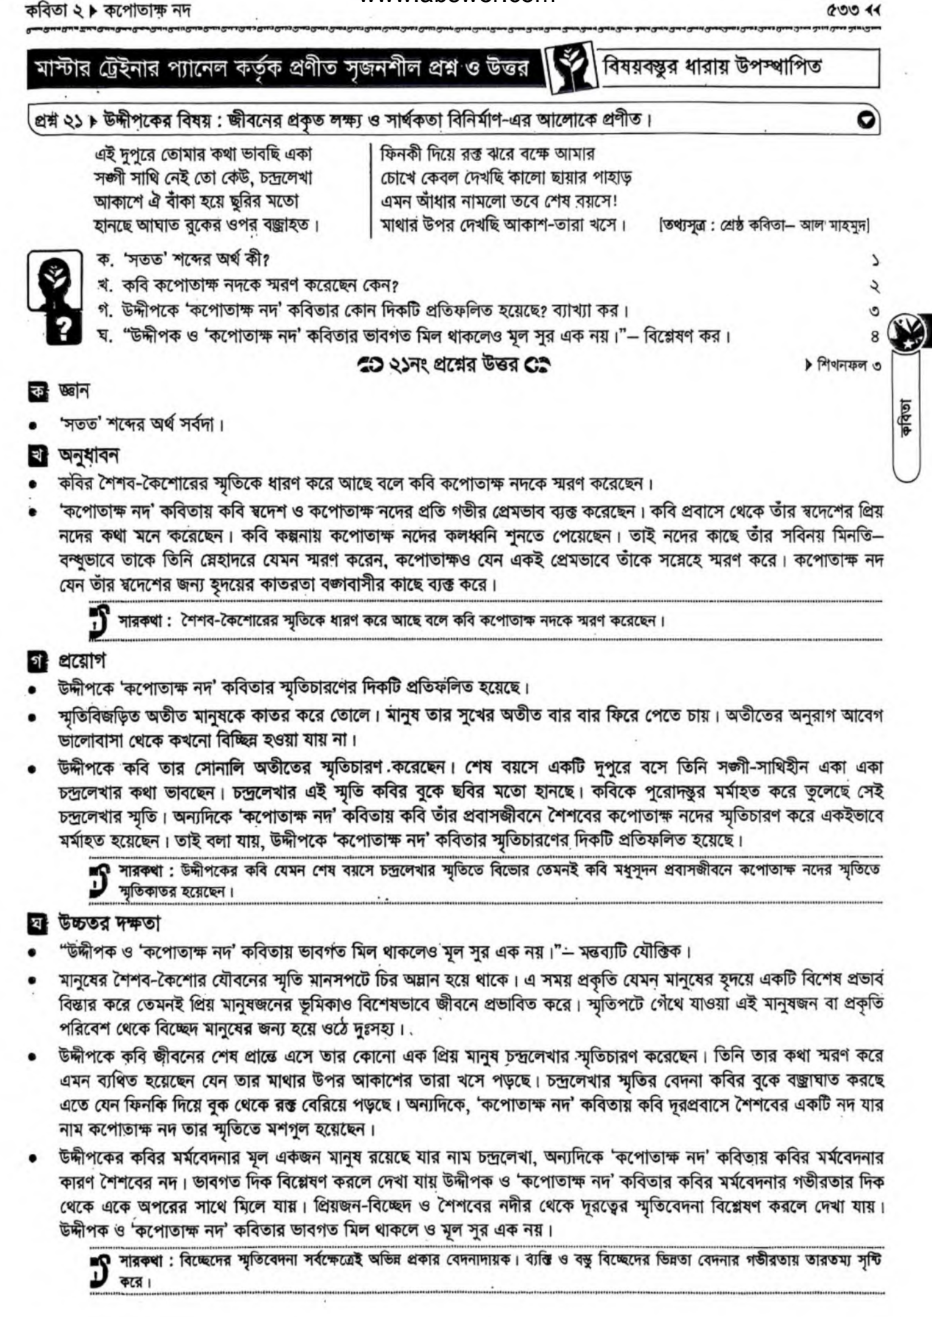 কবিতা ২ ▶ কপোতাক্ষ নদ
৫৩৩
মাস্টার ট্রেইনার প্যানেল কর্তৃক প্রণীত সৃজনশীল প্রশ্ন ও উত্তর
বিষয়বস্তুর ধারায় উপস্থাপিত
প্রশ্ন ২১ ▶ উদ্দীপকের বিষয় : জীবনের প্রকৃত লক্ষ্য ও সার্থকতা বিনির্মাণ-এর আলোকে প্রণীত।
এই দুপুরে তোমার কথা ভাবছি একা
সঙ্গী সাথি নেই তো কেউ, চন্দ্রলেখা
আকাশে ঐ বাঁকা হয়ে ছুরির মতো
হানছে আঘাত বুকের ওপর বজ্রাহত।
ফিনকী দিয়ে রক্ত ঝরে বক্ষে আমার
চোখে কেবল দেখছি কালো ছায়ার পাহাড়
এমন আঁধার নামলো তবে শেষ বয়সে!
মাথার উপর দেখছি আকাশ-তারা খসে।
[তথ্যসূত্র : শ্রেষ্ঠ কবিতা— আল মাহমুদ]
ক. ‘সতত’ শব্দের অর্থ কী? ১
খ. কবি কপোতাক্ষ নদকে স্মরণ করেছেন কেন? ২
গ. উদ্দীপকে ‘কপোতাক্ষ নদ’ কবিতার কোন দিকটি প্রতিফলিত হয়েছে? ব্যাখ্যা কর। ৩
ঘ. “উদ্দীপক ও ‘কপোতাক্ষ নদ’ কবিতার ভাবগত মিল থাকলেও মূল সুর এক নয়।”— বিশ্লেষণ কর। ৪
২১নং প্রশ্নের উত্তর
▶ শিখনফল ৩
কবিতা
ক জ্ঞান
• ‘সতত’ শব্দের অর্থ সর্বদা।
খ অনুধাবন
• কবির শৈশব-কৈশোরের স্মৃতিকে ধারণ করে আছে বলে কবি কপোতাক্ষ নদকে স্মরণ করেছেন।
• ‘কপোতাক্ষ নদ’ কবিতায় কবি স্বদেশ ও কপোতাক্ষ নদের প্রতি গভীর প্রেমভাব ব্যক্ত করেছেন। কবি প্রবাসে থেকে তাঁর স্বদেশের প্রিয়
নদের কথা মনে করেছেন। কবি কল্পনায় কপোতাক্ষ নদের কলধ্বনি শুনতে পেয়েছেন। তাই নদের কাছে তাঁর সবিনয় মিনতি—
বন্ধুভাবে তাকে তিনি স্নেহাদরে যেমন স্মরণ করেন, কপোতাক্ষও যেন একই প্রেমভাবে তাঁকে সস্নেহে স্মরণ করে। কপোতাক্ষ নদ
যেন তাঁর স্বদেশের জন্য হৃদয়ের কাতরতা বঙ্গবাসীর কাছে ব্যক্ত করে।
সারকথা : শৈশব-কৈশোরের স্মৃতিকে ধারণ করে আছে বলে কবি কপোতাক্ষ নদকে স্মরণ করেছেন।
গ প্রয়োগ
• উদ্দীপকে ‘কপোতাক্ষ নদ’ কবিতার স্মৃতিচারণের দিকটি প্রতিফলিত হয়েছে।
• স্মৃতিবিজড়িত অতীত মানুষকে কাতর করে তোলে। মানুষ তার সুখের অতীত বার বার ফিরে পেতে চায়। অতীতের অনুরাগ আবেগ
ভালোবাসা থেকে কখনো বিচ্ছিন্ন হওয়া যায় না।
• উদ্দীপকে কবি তার সোনালি অতীতের স্মৃতিচারণ করেছেন। শেষ বয়সে একটি দুপুরে বসে তিনি সঙ্গী-সাথিহীন একা একা
চন্দ্রলেখার কথা ভাবছেন। চন্দ্রলেখার এই স্মৃতি কবির বুকে ছবির মতো হানছে। কবিকে পুরোদস্তুর মর্মাহত করে তুলেছে সেই
চন্দ্রলেখার স্মৃতি। অন্যদিকে ‘কপোতাক্ষ নদ’ কবিতায় কবি তাঁর প্রবাসজীবনে শৈশবের কপোতাক্ষ নদের স্মৃতিচারণ করে একইভাবে
মর্মাহত হয়েছেন। তাই বলা যায়, উদ্দীপকে ‘কপোতাক্ষ নদ’ কবিতার স্মৃতিচারণের দিকটি প্রতিফলিত হয়েছে।
সারকথা : উদ্দীপকের কবি যেমন শেষ বয়সে চন্দ্রলেখার স্মৃতিতে বিভোর তেমনই কবি মধুসূদন প্রবাসজীবনে কপোতাক্ষ নদের স্মৃতিতে
স্মৃতিকাতর হয়েছেন।
ঘ উচ্চতর দক্ষতা
• “উদ্দীপক ও ‘কপোতাক্ষ নদ’ কবিতায় ভাবগত মিল থাকলেও মূল সুর এক নয়।”— মন্তব্যটি যৌক্তিক।
• মানুষের শৈশব-কৈশোর যৌবনের স্মৃতি মানসপটে চির অম্লান হয়ে থাকে। এ সময় প্রকৃতি যেমন মানুষের হৃদয়ে একটি বিশেষ প্রভাব
বিস্তার করে তেমনই প্রিয় মানুষজনের ভূমিকাও বিশেষভাবে জীবনে প্রভাবিত করে। স্মৃতিপটে গেঁথে যাওয়া এই মানুষজন বা প্রকৃতি
পরিবেশ থেকে বিচ্ছেদ মানুষের জন্য হয়ে ওঠে দুঃসহ্য।
• উদ্দীপকে কবি জীবনের শেষ প্রান্তে এসে তার কোনো এক প্রিয় মানুষ চন্দ্রলেখার স্মৃতিচারণ করেছেন। তিনি তার কথা স্মরণ করে
এমন ব্যথিত হয়েছেন যেন তার মাথার উপর আকাশের তারা খসে পড়ছে। চন্দ্রলেখার স্মৃতির বেদনা কবির বুকে বজ্রাঘাত করছে
এতে যেন ফিনকি দিয়ে বুক থেকে রক্ত বেরিয়ে পড়ছে। অন্যদিকে, ‘কপোতাক্ষ নদ’ কবিতায় কবি দূরপ্রবাসে শৈশবের একটি নদ যার
নাম কপোতাক্ষ নদ তার স্মৃতিতে মশগুল হয়েছেন।
• উদ্দীপকের কবির মর্মবেদনার মূল একজন মানুষ রয়েছে যার নাম চন্দ্রলেখা, অন্যদিকে ‘কপোতাক্ষ নদ’ কবিতায় কবির মর্মবেদনার
কারণ শৈশবের নদ। ভাবগত দিক বিশ্লেষণ করলে দেখা যায় উদ্দীপক ও ‘কপোতাক্ষ নদ’ কবিতার কবির মর্মবেদনার গভীরতার দিক
থেকে একে অপরের সাথে মিলে যায়। প্রিয়জন-বিচ্ছেদ ও শৈশবের নদীর থেকে দূরত্বের স্মৃতিবেদনা বিশ্লেষণ করলে দেখা যায়।
উদ্দীপক ও ‘কপোতাক্ষ নদ’ কবিতার ভাবগত মিল থাকলে ও মূল সুর এক নয়।
সারকথা : বিচ্ছেদের স্মৃতিবেদনা সর্বক্ষেত্রেই অভিন্ন প্রকার বেদনাদায়ক। ব্যক্তি ও বস্তু বিচ্ছেদের ভিন্নতা বেদনার গভীরতায় তারতম্য সৃষ্টি
করে।